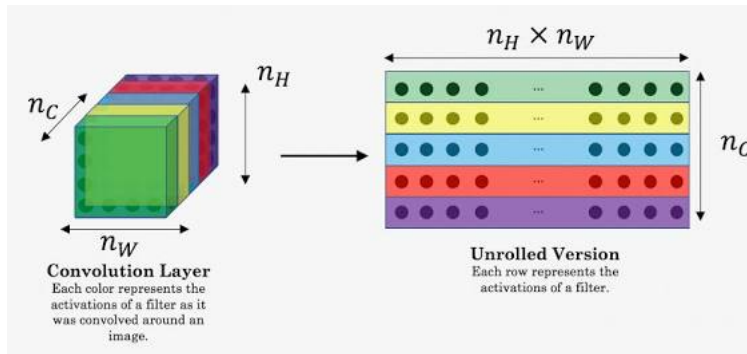 n_H × n_W
n_C
n_H
n_C
n_W
... ...
... ...
... ...
... ...
... ...
Convolution Layer
Each color represents the
activations of a filter as it
was convolved around an
image.
Unrolled Version
Each row represents the
activations of a filter.